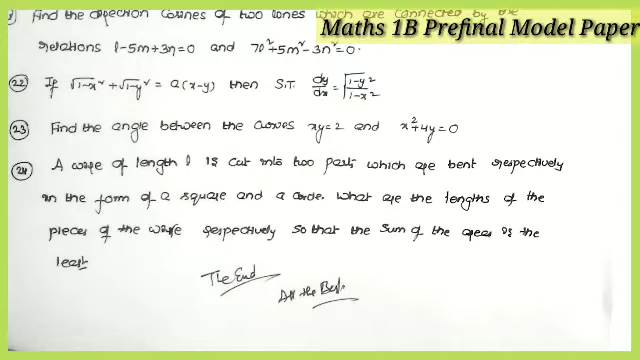 Maths 1B Prefinal Model Paper
Find the Direction Cosines of two lines which are connected by the
relations l-5m+3n=0 and 7l²+5m²-3n²=0.
22 If √1-x² + √1-y² = a(x-y) then S.T. dy/dx = √1-y²/1-x²
23 Find the angle between the curves xy=2 and x²+4y=0
24 A wire of length l is cut into two parts which are bent respectively
in the form of a square and a circle. What are the lengths of the
pieces of the wire respectively so that the sum of the areas is the
least
The End
All the Best